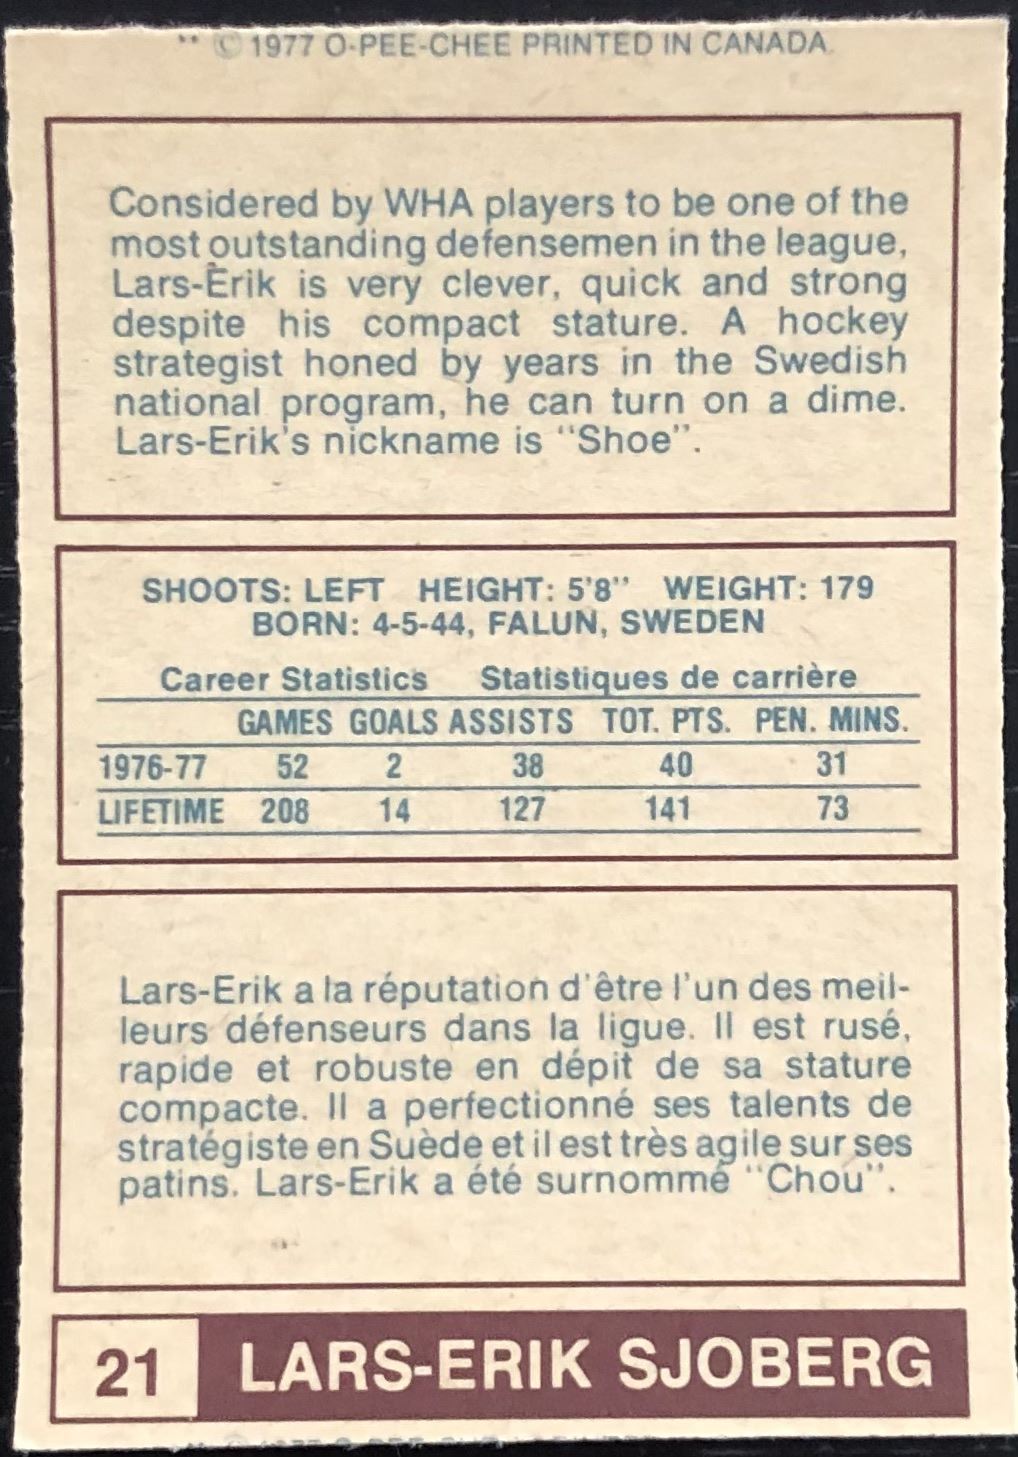 ** © 1977 O-PEE-CHEE PRINTED IN CANADA
Considered by WHA players to be one of the
most outstanding defensemen in the league,
Lars-Erik is very clever, quick and strong
despite his compact stature. A hockey
strategist honed by years in the Swedish
national program, he can turn on a dime.
Lars-Erik's nickname is "Shoe".
SHOOTS: LEFT HEIGHT: 5'8" WEIGHT: 179
BORN: 4-5-44, FALUN, SWEDEN
Career Statistics Statistiques de carrière
GAMES GOALS ASSISTS TOT. PTS. PEN. MINS.
1976-77 52 2 38 40 31
LIFETIME 208 14 127 141 73
Lars-Erik a la réputation d'être l'un des meil-
leurs défenseurs dans la ligue. Il est rusé,
rapide et robuste en dépit de sa stature
compacte. Il a perfectionné ses talents de
stratégiste en Suède et il est très agile sur ses
patins. Lars-Erik a été surnommé "Chou".
21 LARS-ERIK SJOBERG